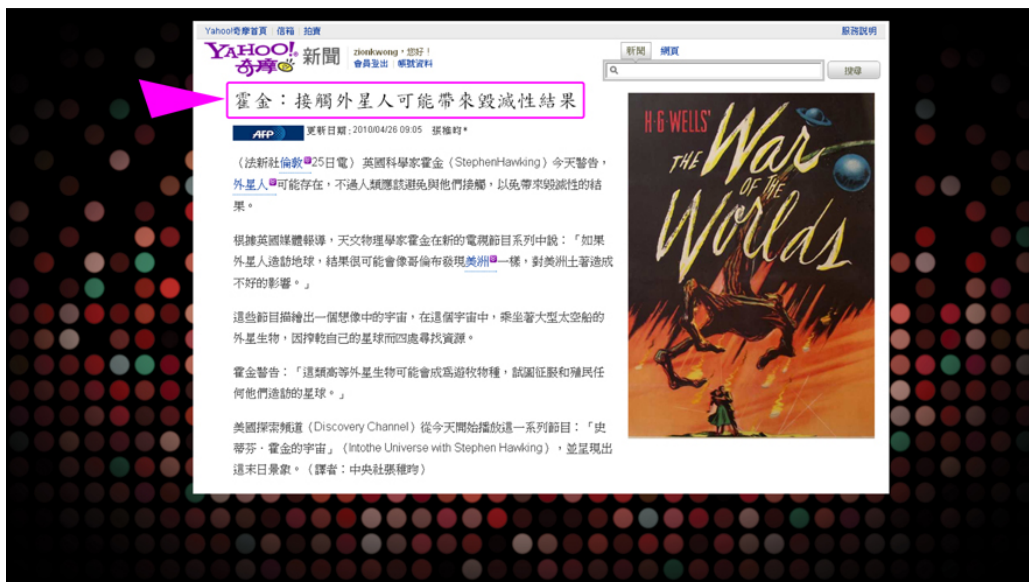 Yahoo!奇摩首頁 信箱 拍賣
服務說明
YAHOO!奇摩 新聞
zionkwong,您好!
會員登出 帳號資料
新聞 網頁
搜尋
霍金:接觸外星人可能帶來毀滅性結果
AFP 更新日期:2010/04/26 09:05 張雅昀*
(法新社倫敦25日電) 英國科學家霍金(StephenHawking)今天警告,
外星人可能存在,不過人類應該避免與他們接觸,以免帶來毀滅性的結
果。
根據英國媒體報導,天文物理學家霍金在新的電視節目系列中說:「如果
外星人造訪地球,結果很可能會像哥倫布發現美洲一樣,對美洲土著造成
不好的影響。」
這些節目描繪出一個想像中的宇宙,在這個宇宙中,乘坐著大型太空船的
外星生物,因搾乾自己的星球而四處尋找資源。
霍金警告:「這類高等外星生物可能會成為遊牧物種,試圖征服和殖民任
何他們造訪的星球。」
美國探索頻道(Discovery Channel)從今天開始播放這一系列節目:「史
蒂芬.霍金的宇宙」(Intothe Universe with Stephen Hawking),並呈現出
這末日景象。(譯者:中央社張雅昀)
H·G·WELLS'
THE War
OF THE
Worlds